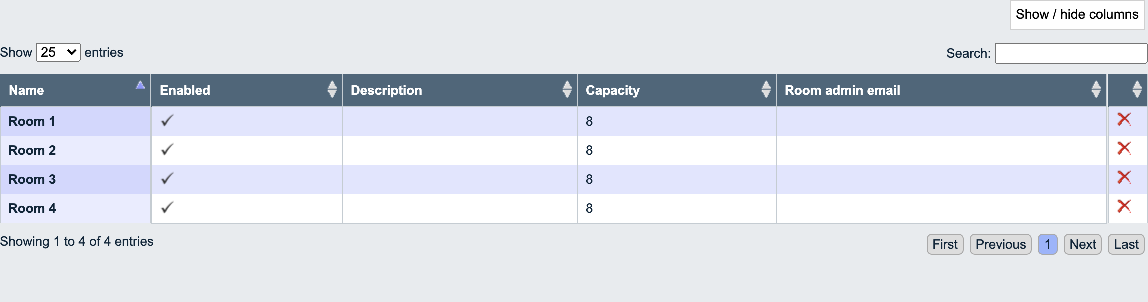 Show / hide columns
Show 25 entries Search:
Name Enabled Description Capacity Room admin email
Room 1 8
Room 2 8
Room 3 8
Room 4 8
Showing 1 to 4 of 4 entries First Previous 1 Next Last